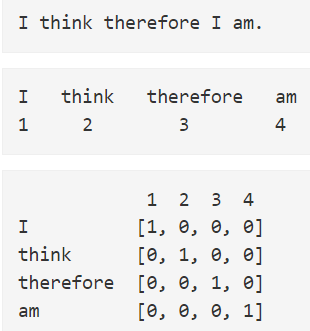 I think therefore I am.
I think therefore am
1 2 3 4
1 2 3 4
I [1, 0, 0, 0]
think [0, 1, 0, 0]
therefore [0, 0, 1, 0]
am [0, 0, 0, 1]